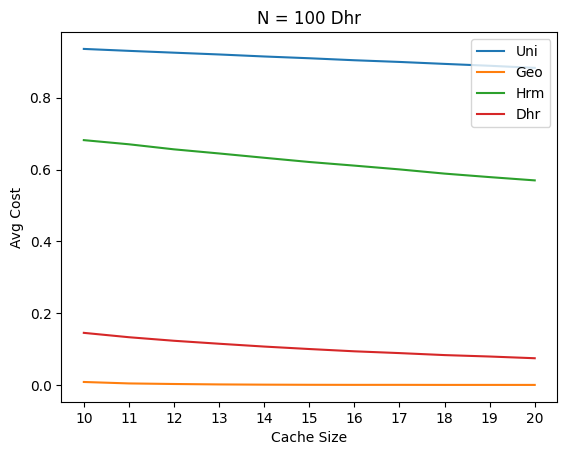 N = 100 Dhr
Uni
Geo
Hrm
Dhr
Avg Cost
0.8
0.6
0.4
0.2
0.0
10 11 12 13 14 15 16 17 18 19 20
Cache Size